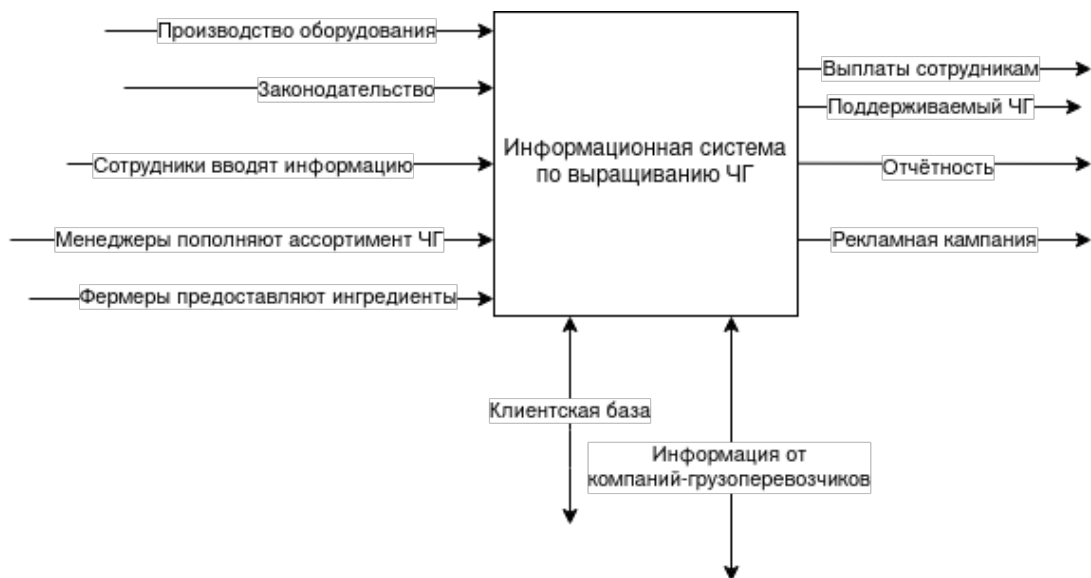 Производство оборудования
Законодательство
Сотрудники вводят информацию
Менеджеры пополняют ассортимент ЧГ
Фермеры предоставляют ингредиенты
Информационная система
по выращиванию ЧГ
Выплаты сотрудникам
Поддерживаемый ЧГ
Отчётность
Рекламная кампания
Клиентская база
Информация от
компаний-грузоперевозчиков